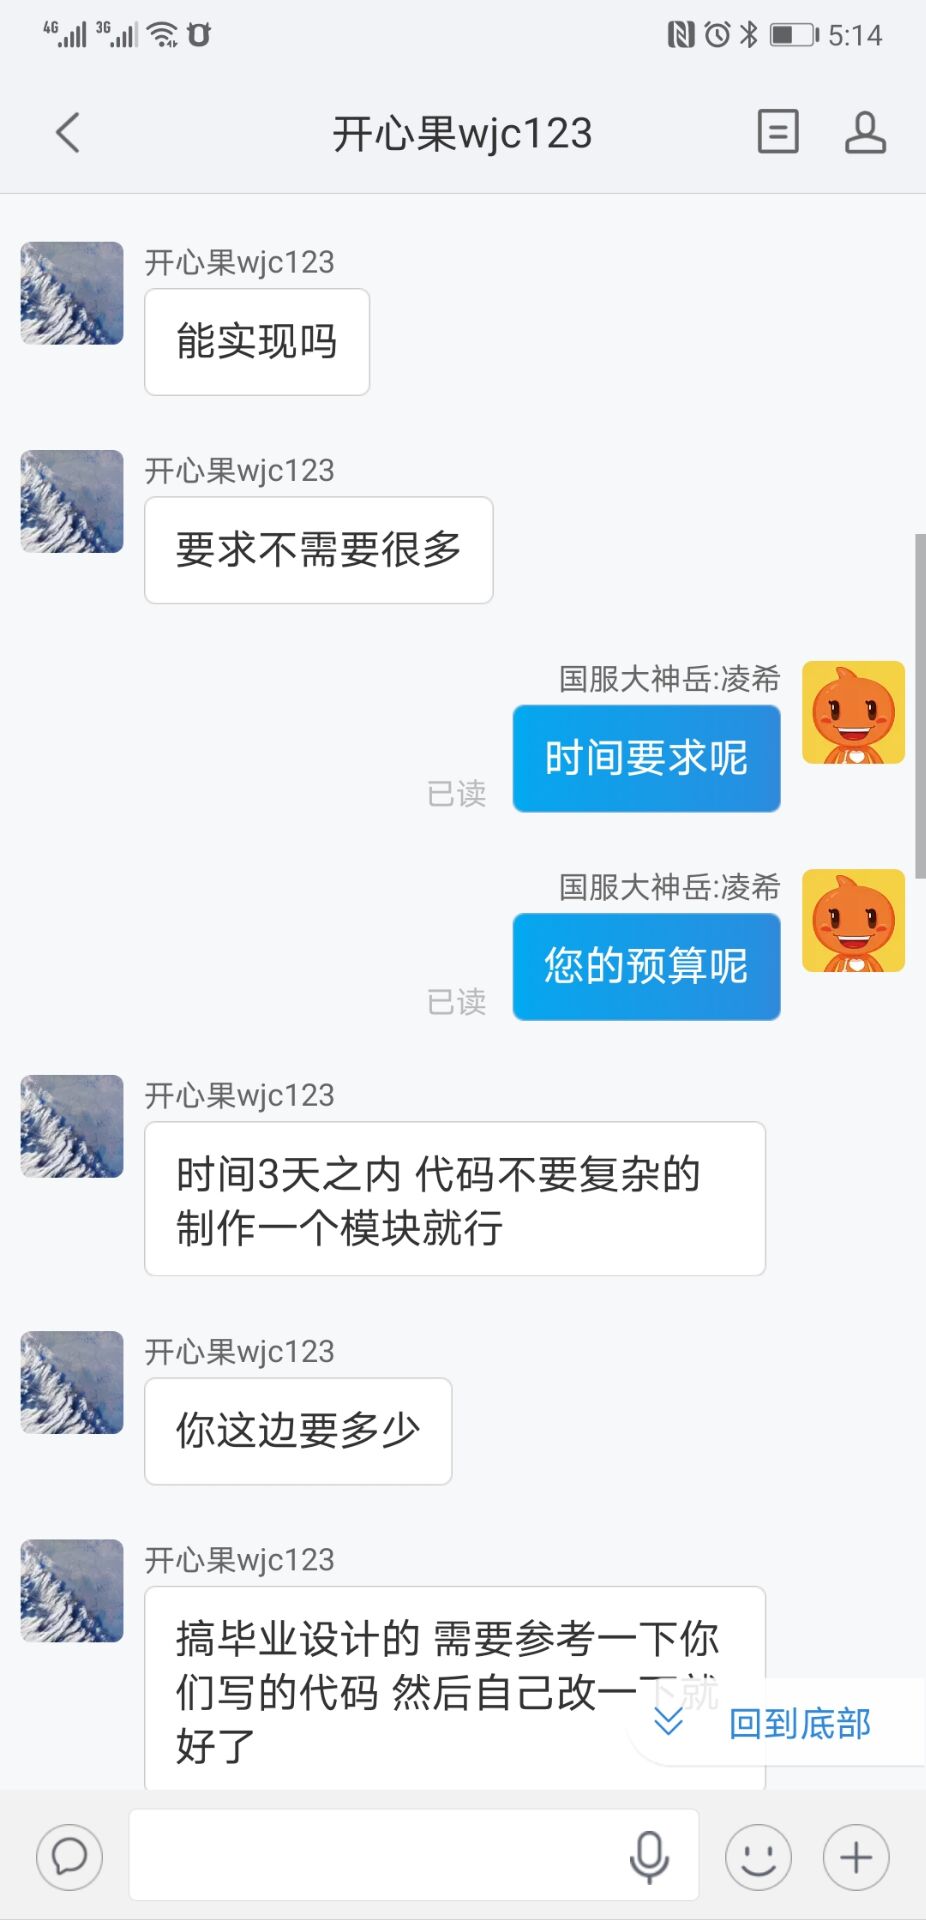 4G 3G 5:14
开心果wjc123
开心果wjc123
能实现吗
开心果wjc123
要求不需要很多
国服大神岳:凌希
时间要求呢
已读
国服大神岳:凌希
您的预算呢
已读
开心果wjc123
时间3天之内 代码不要复杂的
制作一个模块就行
开心果wjc123
你这边要多少
开心果wjc123
搞毕业设计的 需要参考一下你
们写的代码 然后自己改一下就
好了
回到底部